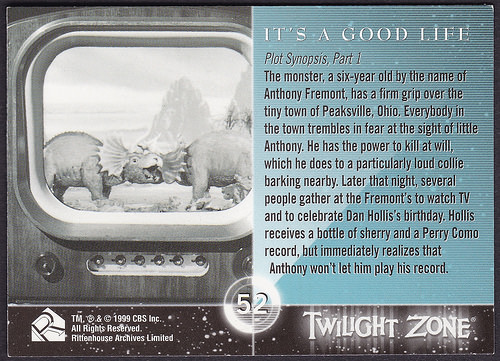 IT'S A GOOD LIFE
Plot Synopsis, Part 1
The monster, a six-year old by the name of
Anthony Fremont, has a firm grip over the
tiny town of Peaksville, Ohio. Everybody in
the town trembles in fear at the sight of little
Anthony. He has the power to kill at will,
which he does to a particularly loud collie
barking nearby. Later that night, several
people gather at the Fremont's to watch TV
and to celebrate Dan Hollis's birthday. Hollis
receives a bottle of sherry and a Perry Como
record, but immediately realizes that
Anthony won't let him play his record.
52
TM, ® & © 1999 CBS Inc.
All Rights Reserved.
Rittenhouse Archives Limited
TWILIGHT ZONE